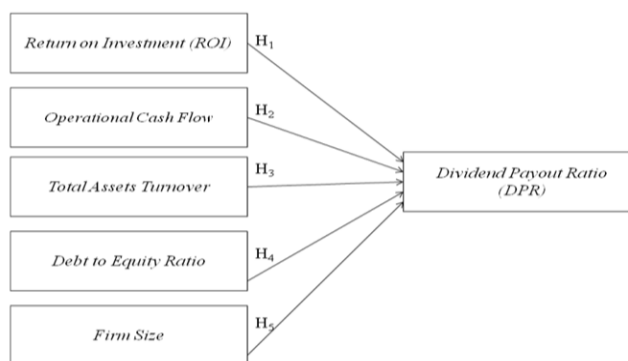 Return on Investment (ROI)
H1
Operational Cash Flow
H2
Total Assets Turnover
H3
Dividend Payout Ratio
(DPR)
Debt to Equity Ratio
H4
Firm Size
H5